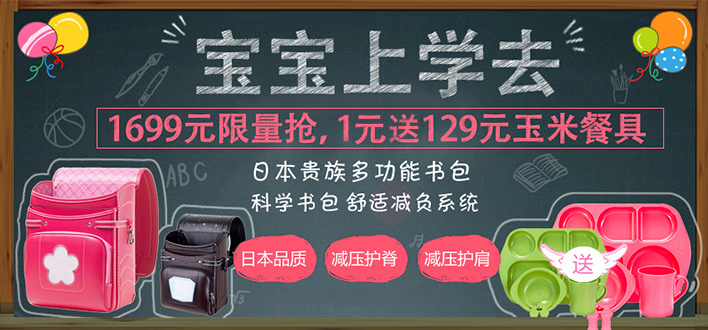 宝宝上学去
1699元限量抢,1元送129元玉米餐具
日本贵族多功能书包
科学书包 舒适减负系统
ABC
日本品质
减压护脊
减压护肩
送